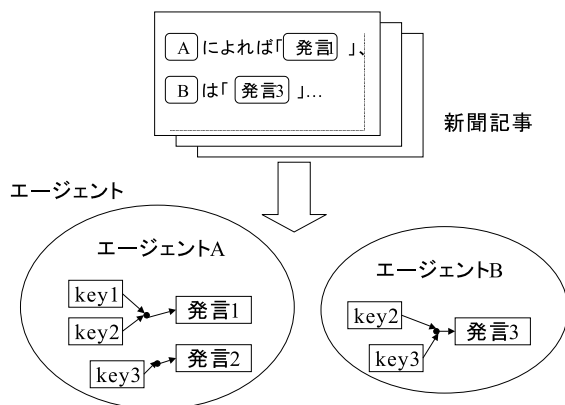 A によれば「 発言1 」、
B は「 発言3 」…
新聞記事
エージェント
エージェントA
key1
key2
発言1
key3
発言2
エージェントB
key2
発言3
key3